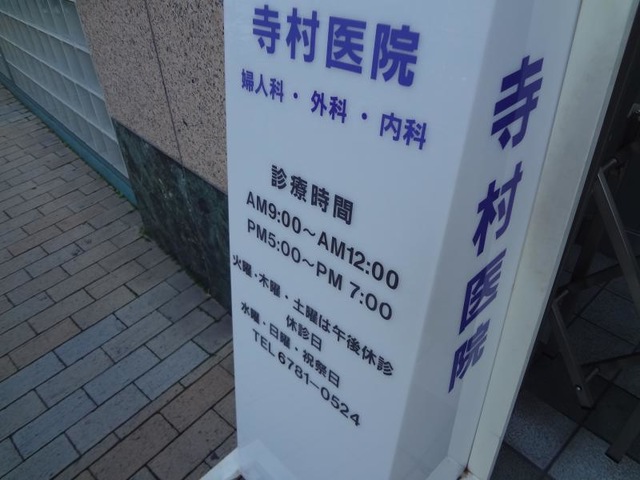 寺村医院
婦人科・外科・内科
診療時間
AM9:00～AM12:00
PM5:00～PM 7:00
火曜・木曜・土曜は午後休診
休診日
水曜・日曜・祝祭日
TEL 6781-0524
寺村医院